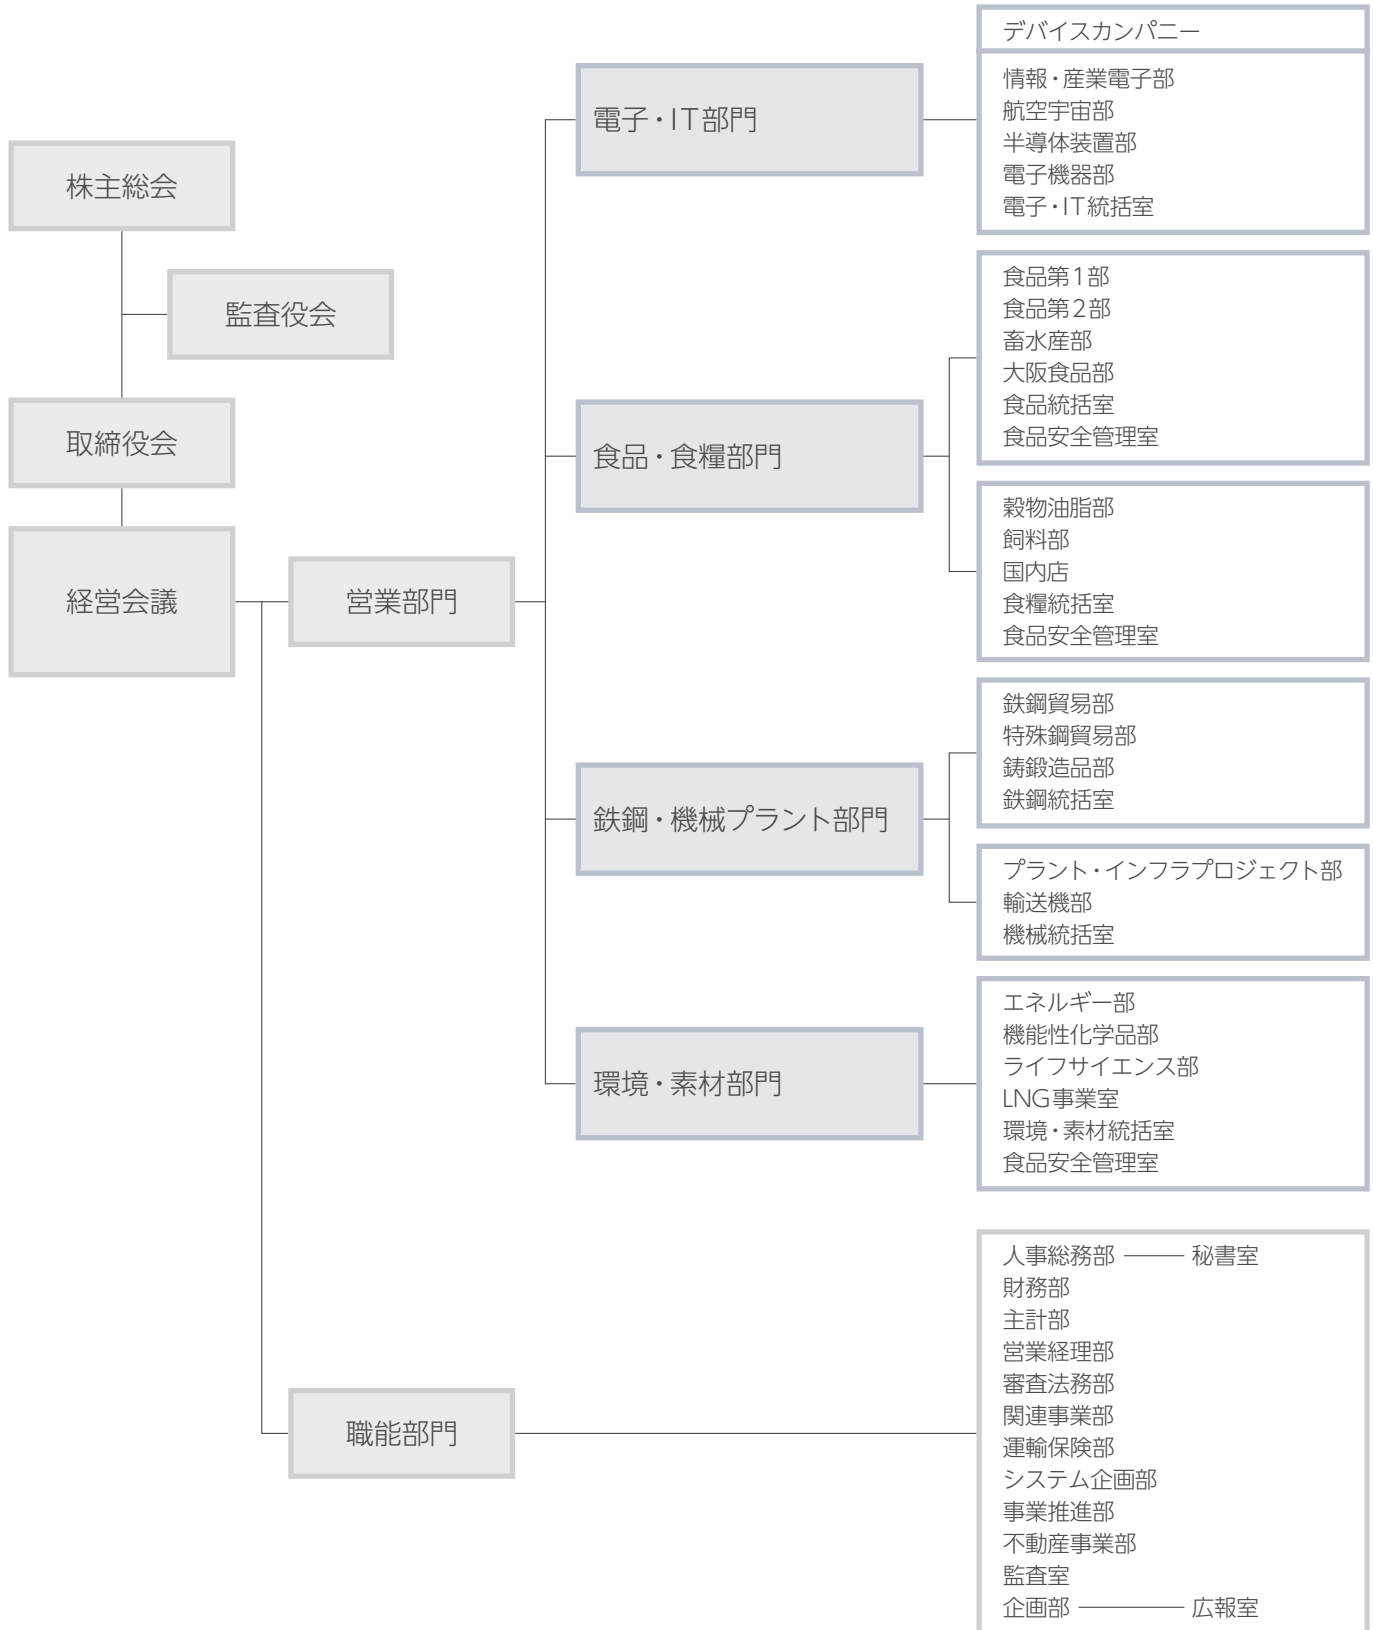 株主総会
監査役会
取締役会
経営会議
営業部門
電子・IT部門
デバイスカンパニー
情報・産業電子部
航空宇宙部
半導体装置部
電子機器部
電子・IT統括室
食品・食糧部門
食品第1部
食品第2部
畜水産部
大阪食品部
食品統括室
食品安全管理室
穀物油脂部
飼料部
国内店
食糧統括室
食品安全管理室
鉄鋼・機械プラント部門
鉄鋼貿易部
特殊鋼貿易部
鋳鍛造品部
鉄鋼統括室
プラント・インフラプロジェクト部
輸送機部
機械統括室
環境・素材部門
エネルギー部
機能性化学品部
ライフサイエンス部
LNG事業室
環境・素材統括室
食品安全管理室
職能部門
人事総務部 ―― 秘書室
財務部
主計部
営業経理部
審査法務部
関連事業部
運輸保険部
システム企画部
事業推進部
不動産事業部
監査室
企画部 ――― 広報室